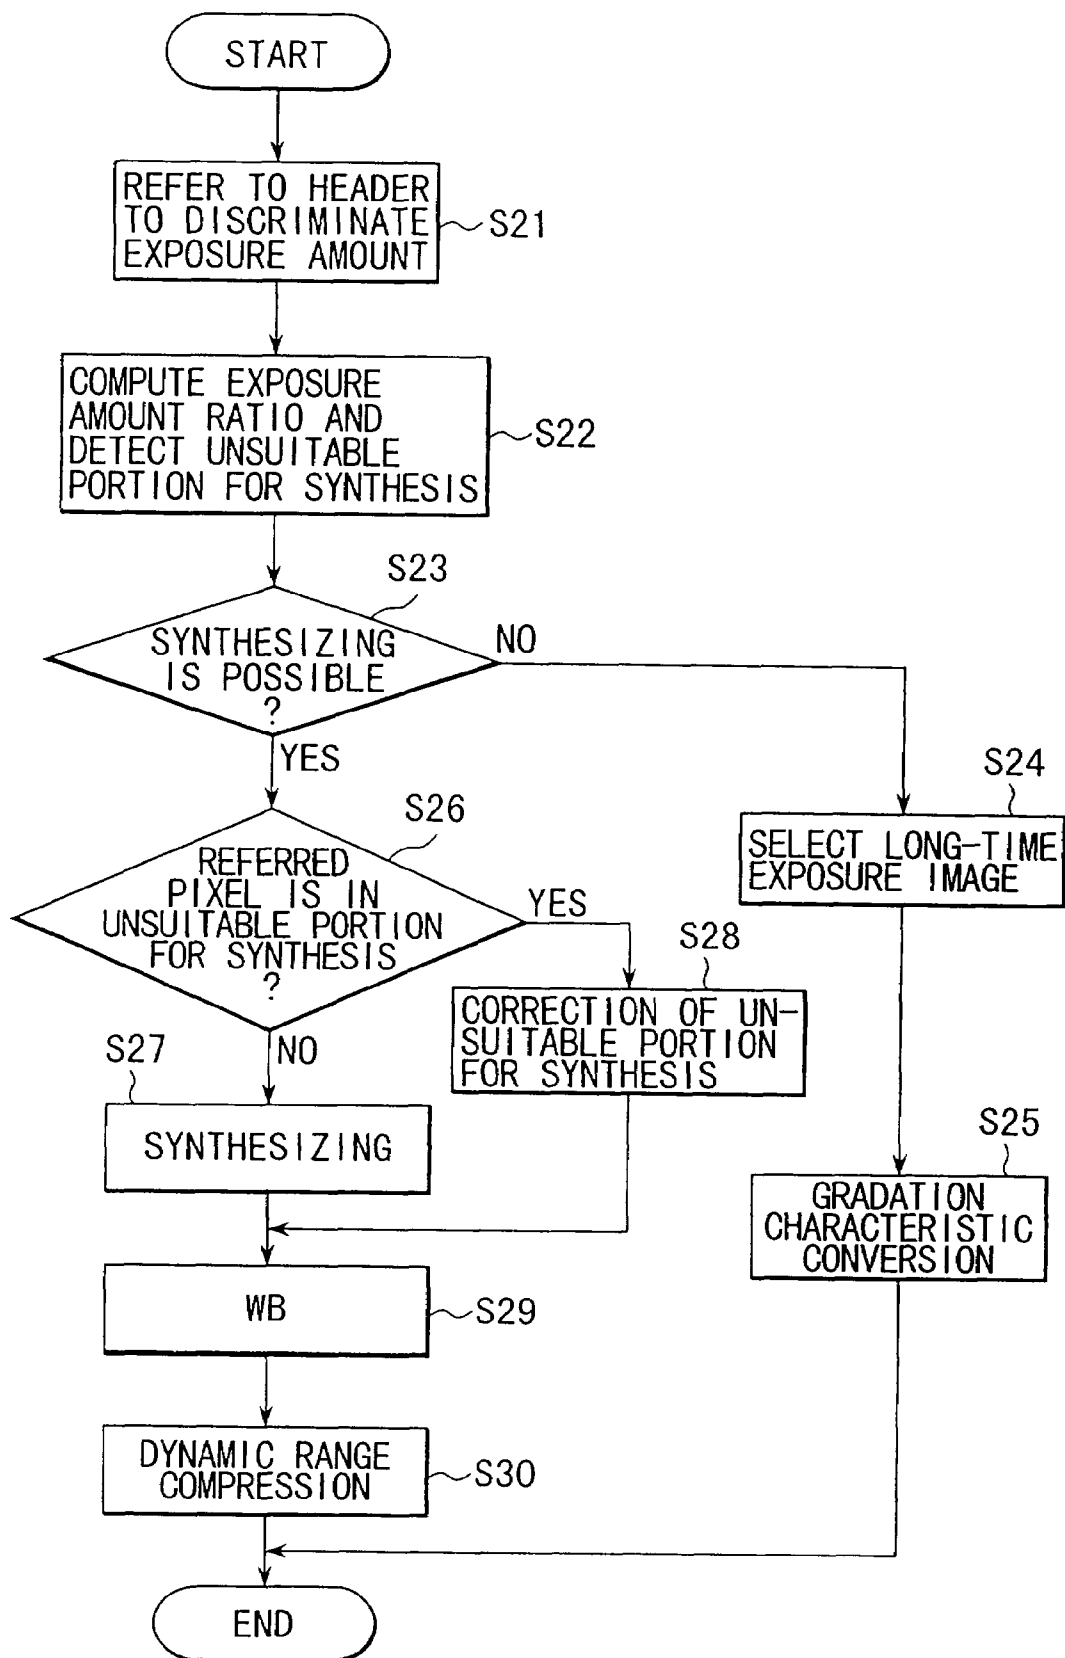 START
REFER TO HEADER
TO DISCRIMINATE
EXPOSURE AMOUNT
S21
COMPUTE EXPOSURE
AMOUNT RATIO AND
DETECT UNSUITABLE
PORTION FOR SYNTHESIS
S22
S23
SYNTHESIZING
IS POSSIBLE
?
NO
YES
S24
SELECT LONG-TIME
EXPOSURE IMAGE
S26
REFERRED
PIXEL IS IN
UNSUITABLE PORTION
FOR SYNTHESIS
?
YES
NO
S28
CORRECTION OF UN-
SUITABLE PORTION
FOR SYNTHESIS
S27
SYNTHESIZING
S25
GRADATION
CHARACTERISTIC
CONVERSION
WB
S29
DYNAMIC RANGE
COMPRESSION
S30
END